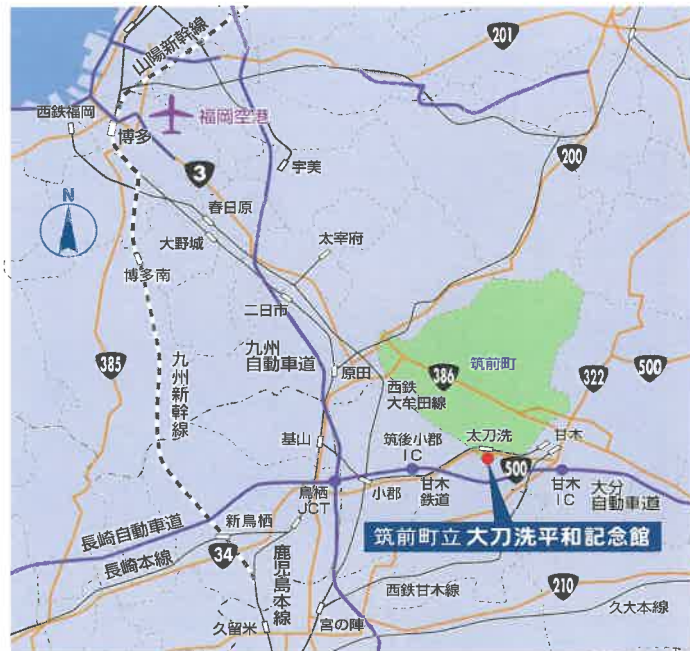 201
山陽新幹線
西鉄福岡
博多
福岡空港
宇美
200
3
春日原
N
大野城
太宰府
博多南
二日市
九州
自動車道
筑前町
385
九州新幹線
原田
386
322
500
西鉄
大牟田線
基山
筑後小郡
IC
太刀洗
甘木
鳥栖
JCT
小郡
甘木
鉄道
500
甘木
IC
大分
自動車道
長崎自動車道
新鳥栖
筑前町立 大刀洗平和記念館
長崎本線
34
鹿児島本線
西鉄甘木線
210
久留米
宮の陣
久大本線